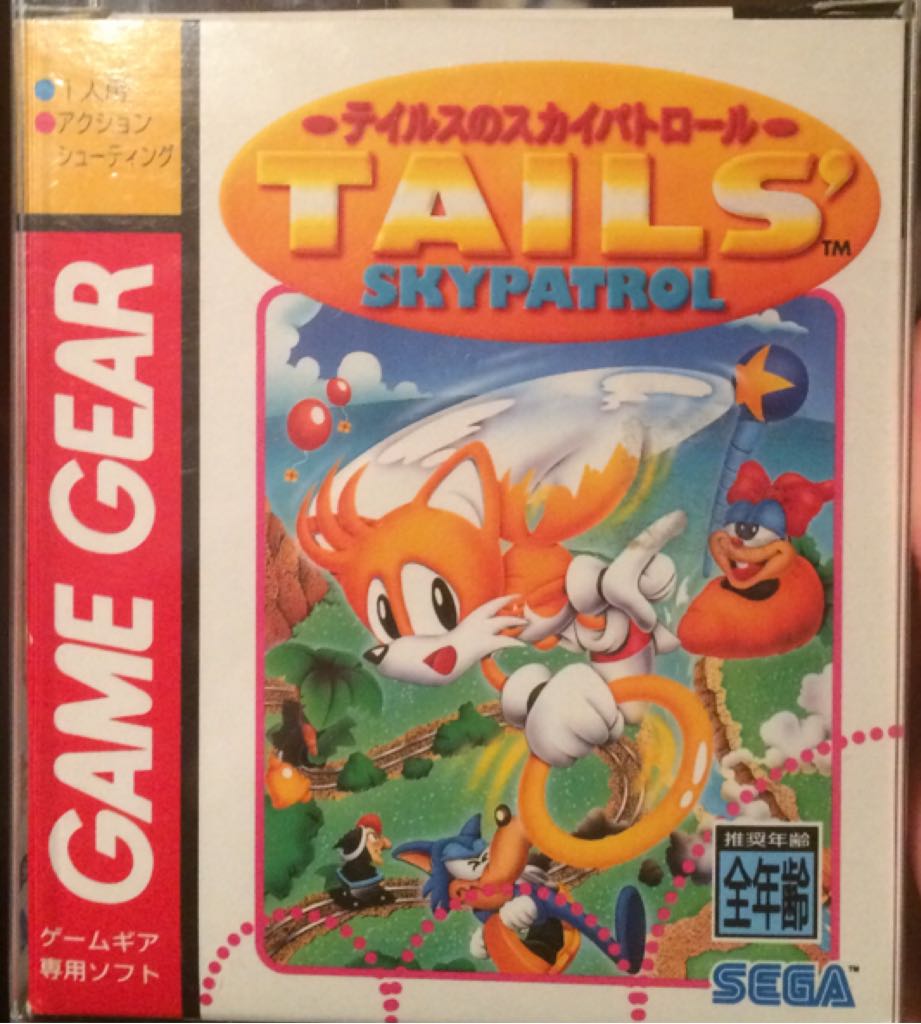 1人用
アクション
シューティング
GAME GEAR
ゲームギア
専用ソフト
テイルスのスカイパトロール
TAILS'™
SKYPATROL
推奨年齢
全年齢
SEGA™